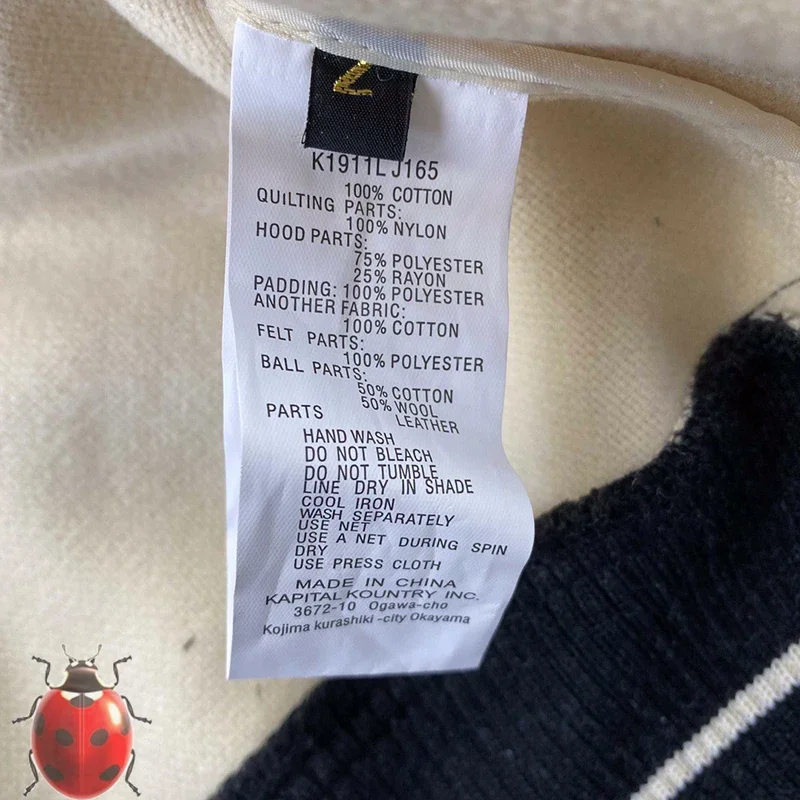 K1911LJ165
100% COTTON
QUILTING PARTS:
100% NYLON
HOOD PARTS:
75% POLYESTER
25% RAYON
PADDING: 100% POLYESTER
ANOTHER FABRIC:
100% COTTON
FELT PARTS:
100% POLYESTER
BALL PARTS:
50% COTTON
50% WOOL
PARTS LEATHER
HAND WASH
DO NOT BLEACH
DO NOT TUMBLE
LINE DRY IN SHADE
COOL IRON
WASH SEPARATELY
USE NET
USE A NET DURING SPIN
DRY
USE PRESS CLOTH
MADE IN CHINA
KAPITAL KOUNTRY INC.
3672-10 Ogawa-cho
Kojima kurashiki -city Okayama